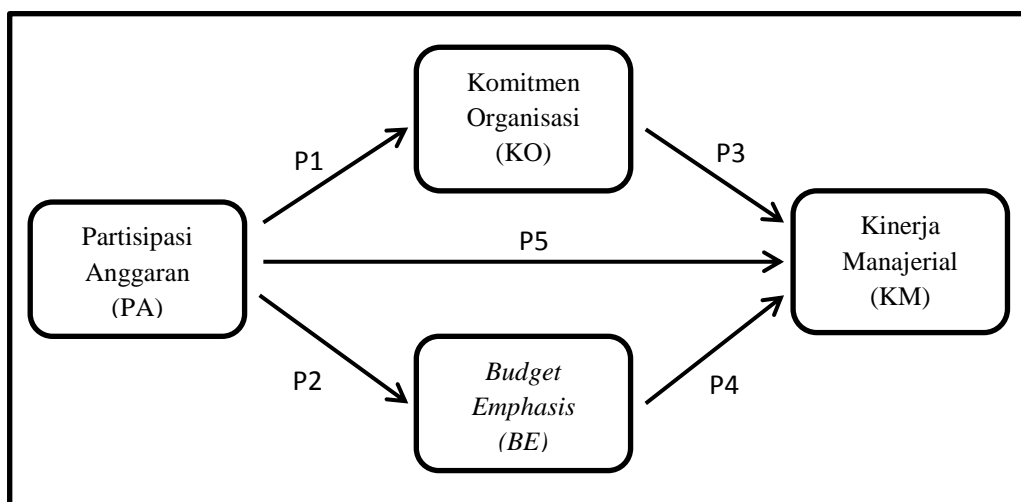 Komitmen
Organisasi
(KO)
P1
P3
Partisipasi
Anggaran
(PA)
P5
Kinerja
Manajerial
(KM)
P2
Budget
Emphasis
(BE)
P4